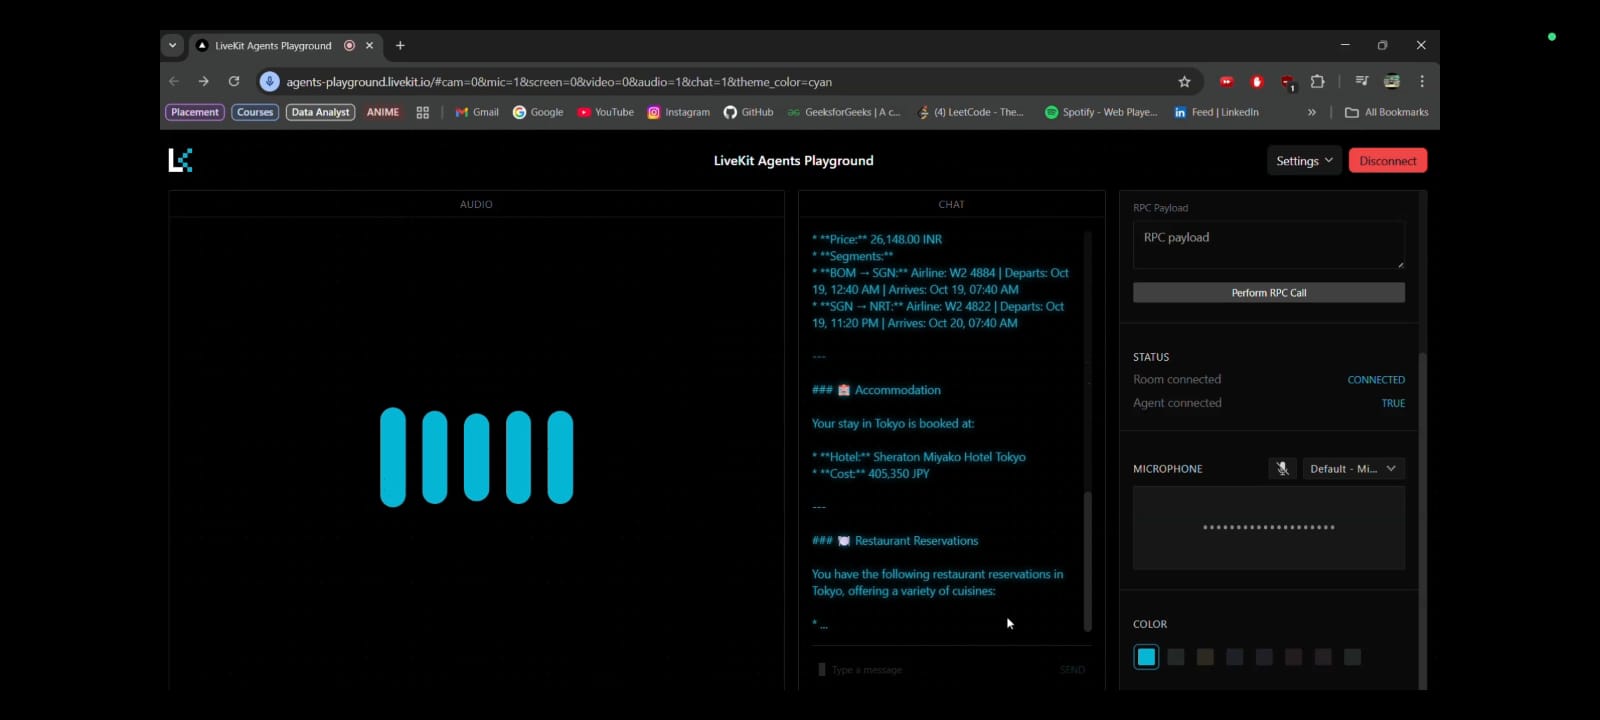 LiveKit Agents Playground
agents-playground.livekit.io/#cam=0&mic=1&screen=0&video=0&audio=1&chat=1&theme_color=cyan
1
Placement Courses Data Analyst ANIME Gmail Google YouTube Instagram GitHub GeeksforGeeks | A c... (4) LeetCode - The... Spotify - Web Playe... Feed | LinkedIn » All Bookmarks
LiveKit Agents Playground
Settings
Disconnect
AUDIO
CHAT
* **Price:** 26,148.00 INR
* **Segments:**
* **BOM → SGN:** Airline: W2 4884 | Departs: Oct
19, 12:40 AM | Arrives: Oct 19, 07:40 AM
* **SGN → NRT:** Airline: W2 4822 | Departs: Oct
19, 11:20 PM | Arrives: Oct 20, 07:40 AM
---
### 🏨 Accommodation
Your stay in Tokyo is booked at:
* **Hotel:** Sheraton Miyako Hotel Tokyo
* **Cost:** 405,350 JPY
---
### 🍽️ Restaurant Reservations
You have the following restaurant reservations in
Tokyo, offering a variety of cuisines:
* ...
Type a message
SEND
RPC Payload
RPC payload
Perform RPC Call
STATUS
Room connected CONNECTED
Agent connected TRUE
MICROPHONE Default - Mi...
COLOR